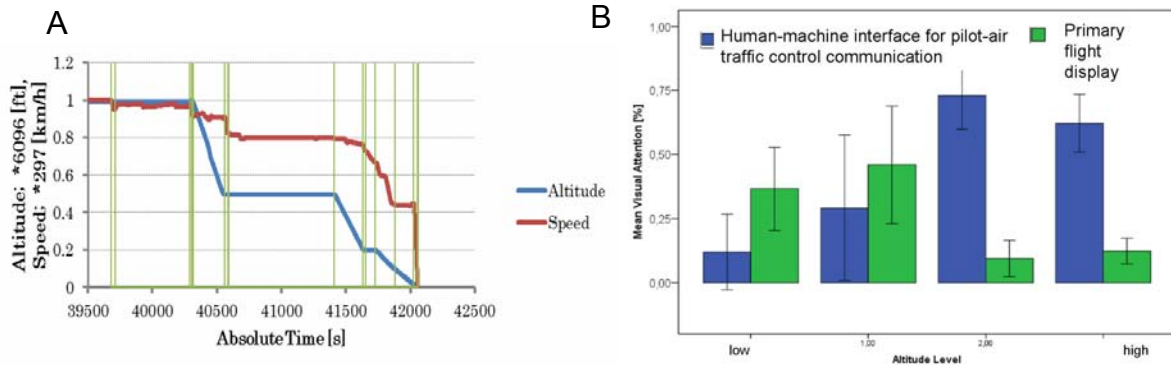 A
Altitude; *6096 [ft],
Speed; *297 [km/h]
1.2
1
0.8
0.6
0.4
0.2
0
39500 40000 40500 41000 41500 42000 42500
Absolute Time [s]
Altitude
Speed
B
Mean Visual Attention [%]
1,00
0,75
0,50
0,25
0,00
Human-machine interface for pilot-air
traffic control communication
Primary
flight
display
low 1,00 2,00 high
Altitude Level